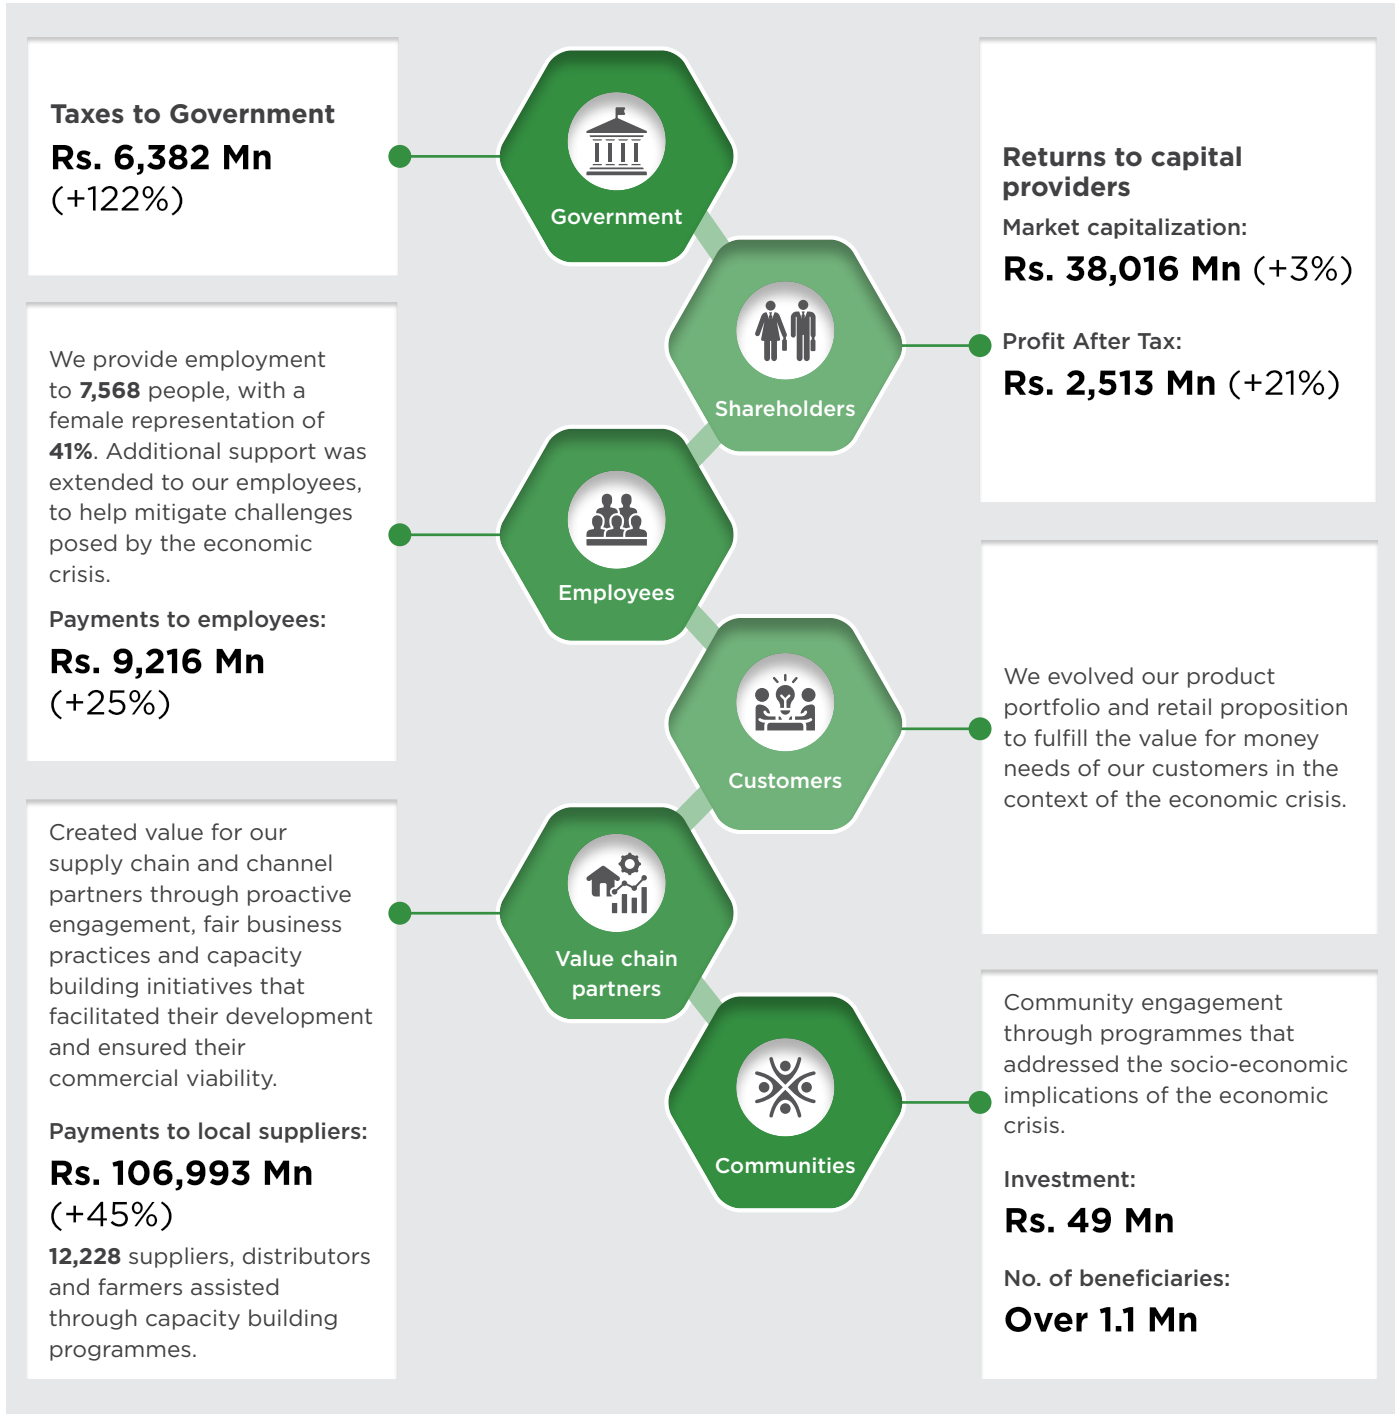 Taxes to Government
Rs. 6,382 Mn
(+122%)
Government
Returns to capital
providers
Market capitalization:
Rs. 38,016 Mn (+3%)
Profit After Tax:
Rs. 2,513 Mn (+21%)
Shareholders
We provide employment
to 7,568 people, with a
female representation of
41%. Additional support was
extended to our employees,
to help mitigate challenges
posed by the economic
crisis.
Payments to employees:
Rs. 9,216 Mn
(+25%)
Employees
We evolved our product
portfolio and retail proposition
to fulfill the value for money
needs of our customers in the
context of the economic crisis.
Customers
Created value for our
supply chain and channel
partners through proactive
engagement, fair business
practices and capacity
building initiatives that
facilitated their development
and ensured their
commercial viability.
Payments to local suppliers:
Rs. 106,993 Mn
(+45%)
12,228 suppliers, distributors
and farmers assisted
through capacity building
programmes.
Value chain
partners
Community engagement
through programmes that
addressed the socio-economic
implications of the economic
crisis.
Investment:
Rs. 49 Mn
No. of beneficiaries:
Over 1.1 Mn
Communities